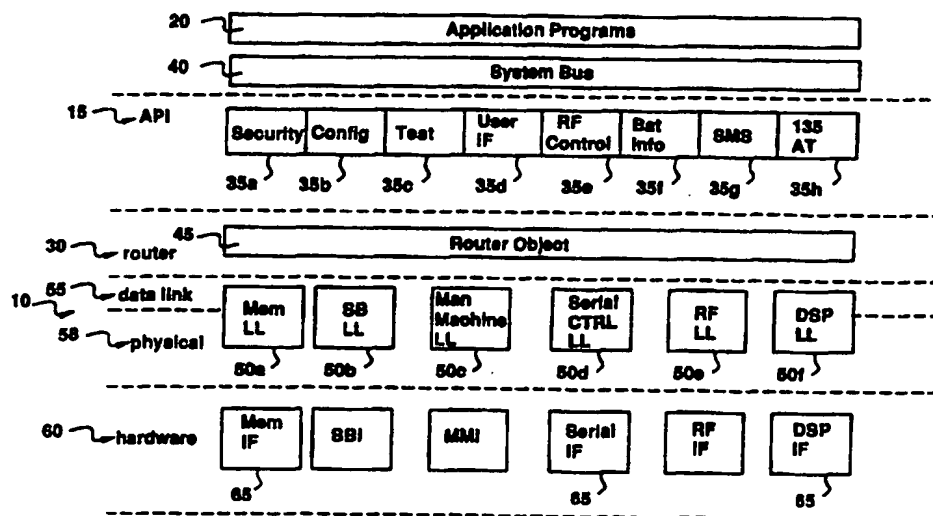 20
Application Programs
40
System Bus
15 API
Security Config Test User IF RF Control Bat Info SMS 135 AT
35a 35b 35c 35d 35e 35f 35g 35h
45
Router Object
30 router
55 data link
10
58 physical
Mem LL SB LL Man Machine LL Serial CTRL LL RF LL DSP LL
50a 50b 50c 50d 50e 50f
60 hardware
Mem IF SBI MMI Serial IF RF IF DSP IF
65 65 65